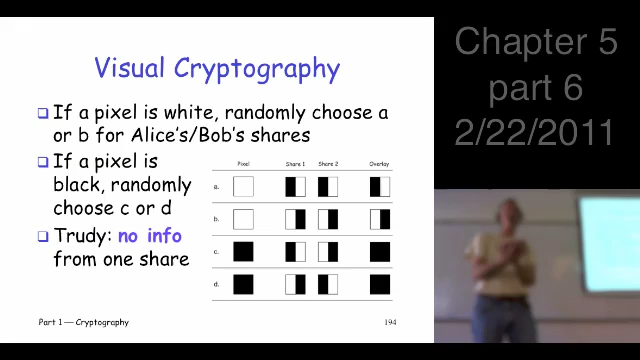 Visual Cryptography
If a pixel is white, randomly choose a
or b for Alice's/Bob's shares
If a pixel is
black, randomly
choose c or d
Trudy: no info
from one share
Pixel Share 1 Share 2 Overlay
a.
b.
c.
d.
Part 1 — Cryptography 194
Chapter 5
part 6
2/22/2011